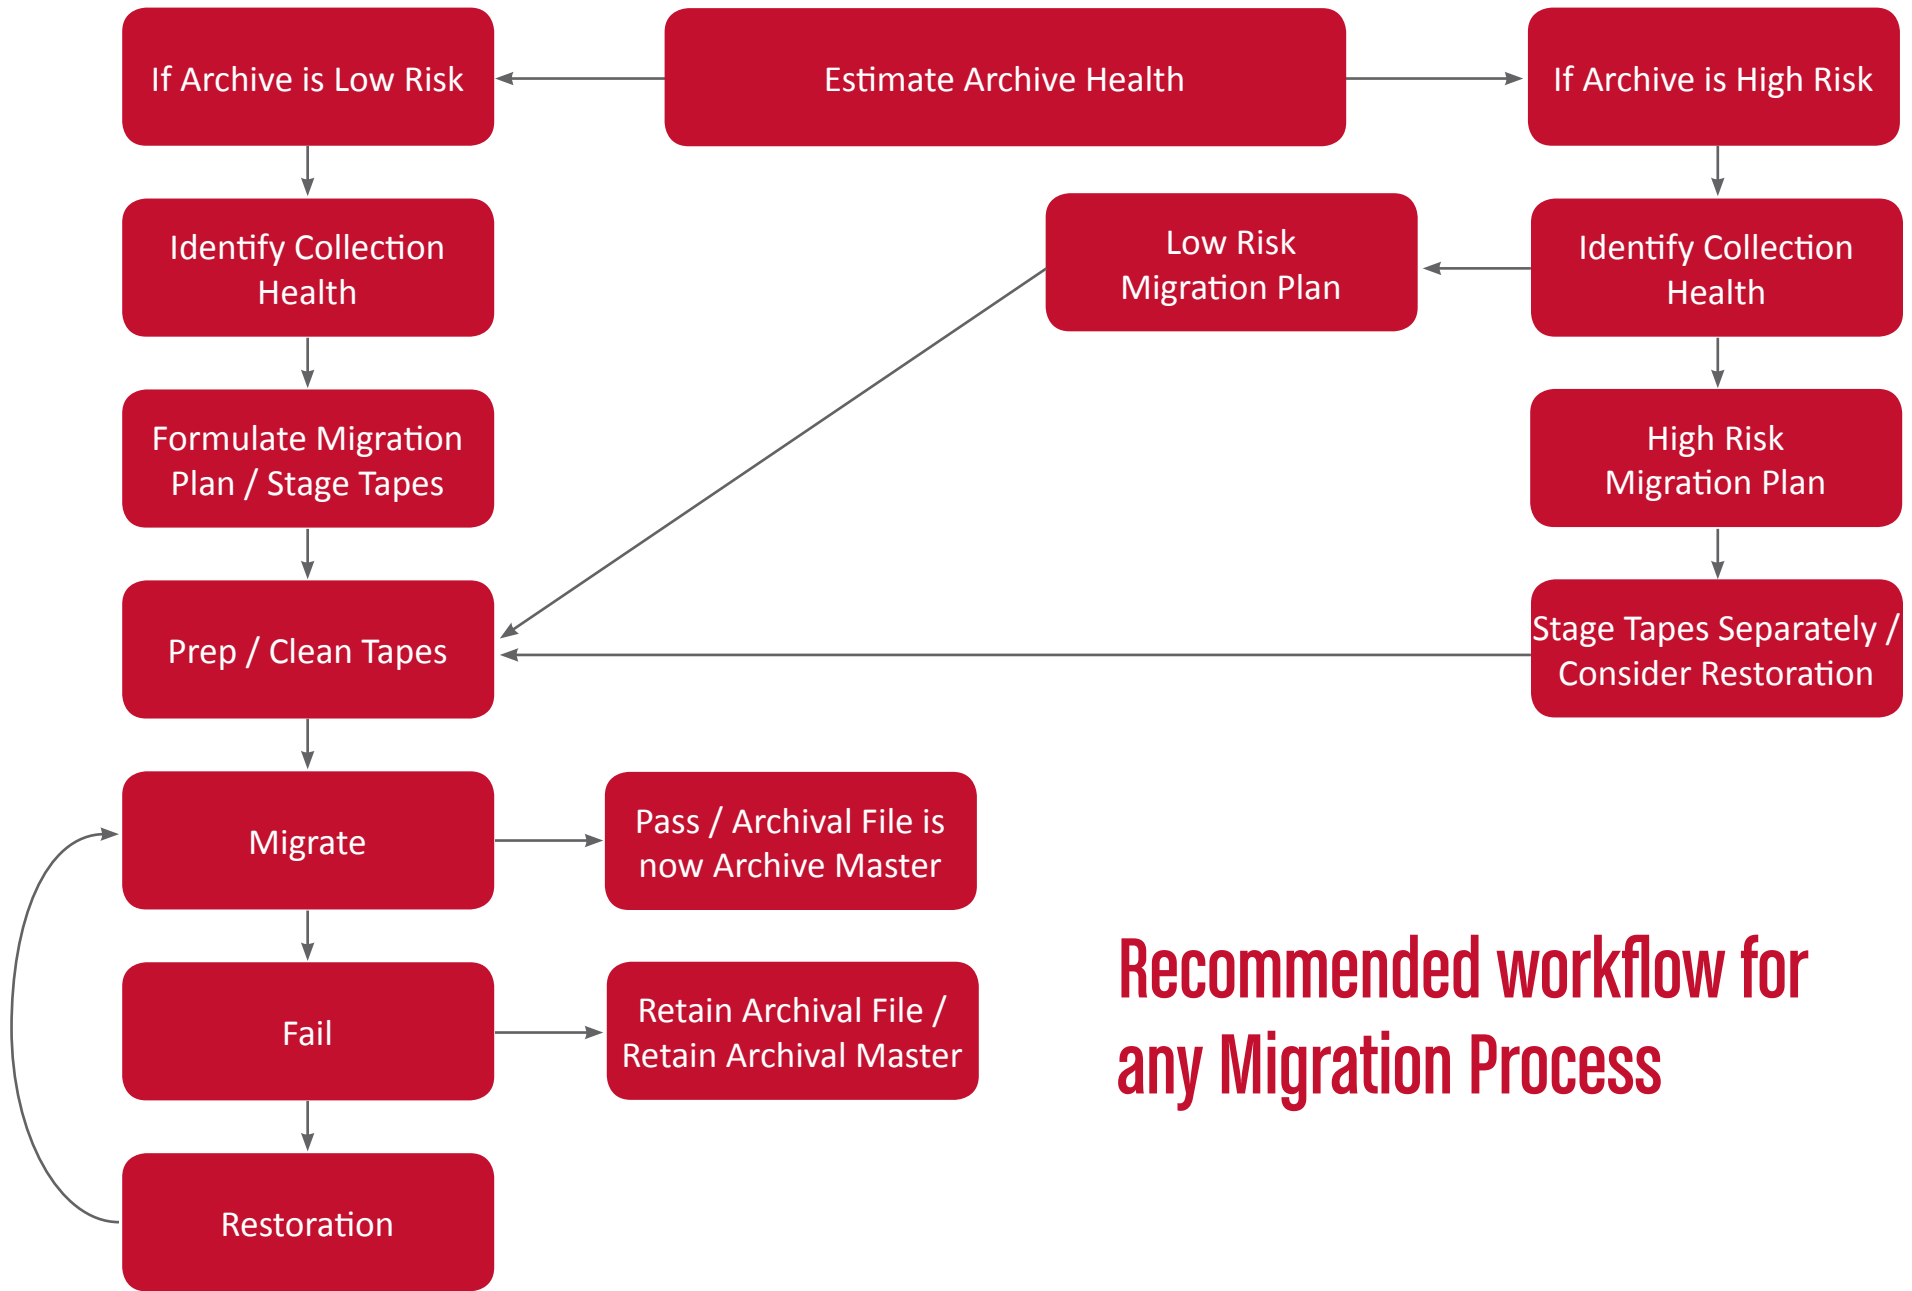 If Archive is Low Risk
Estimate Archive Health
If Archive is High Risk
Identify Collection
Health
Low Risk
Migration Plan
Identify Collection
Health
Formulate Migration
Plan / Stage Tapes
High Risk
Migration Plan
Prep / Clean Tapes
Stage Tapes Separately /
Consider Restoration
Migrate
Pass / Archival File is
now Archive Master
Fail
Retain Archival File /
Retain Archival Master
Restoration
Recommended workflow for
any Migration Process